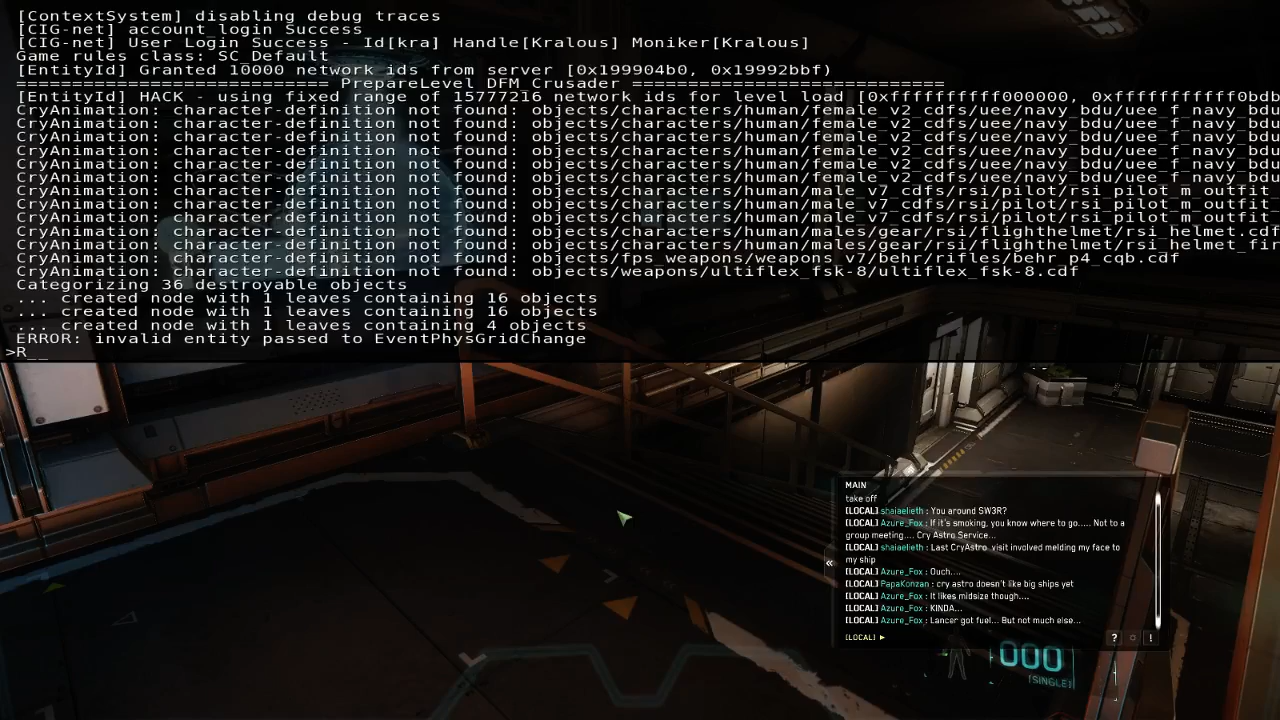 [ContextSystem] disabling debug traces
[CIG-net] account_login Success
[CIG-net] User Login Success - Id[kra] Handle[Kralous] Moniker[Kralous]
Game rules class: SC_Default
[EntityId] Granted 10000 network ids from server [0x199904b0, 0x19992bbf)
============================ PrepareLevel DFM_Crusader ============================
[EntityId] HACK - using fixed range of 15777216 network ids for level load [0xffffffffff000000, 0xfffffffffff0bdb
CryAnimation: character-definition not found: objects/characters/human/female_v2_cdfs/uee/navy_bdu/uee_f_navy_bdu
CryAnimation: character-definition not found: objects/characters/human/female_v2_cdfs/uee/navy_bdu/uee_f_navy_bdu
CryAnimation: character-definition not found: objects/characters/human/female_v2_cdfs/uee/navy_bdu/uee_f_navy_bdu
CryAnimation: character-definition not found: objects/characters/human/female_v2_cdfs/uee/navy_bdu/uee_f_navy_bdu
CryAnimation: character-definition not found: objects/characters/human/female_v2_cdfs/uee/navy_bdu/uee_f_navy_bdu
CryAnimation: character-definition not found: objects/characters/human/female_v2_cdfs/uee/navy_bdu/uee_f_navy_bdu
CryAnimation: character-definition not found: objects/characters/human/male_v7_cdfs/rsi/pilot/rsi_pilot_m_outfit_
CryAnimation: character-definition not found: objects/characters/human/male_v7_cdfs/rsi/pilot/rsi_pilot_m_outfit_
CryAnimation: character-definition not found: objects/characters/human/male_v7_cdfs/rsi/pilot/rsi_pilot_m_outfit_
CryAnimation: character-definition not found: objects/characters/human/males/gear/rsi/flighthelmet/rsi_helmet.cdf
CryAnimation: character-definition not found: objects/characters/human/males/gear/rsi/flighthelmet/rsi_helmet_fir
CryAnimation: character-definition not found: objects/fps_weapons/weapons_v7/behr/rifles/behr_p4_cqb.cdf
CryAnimation: character-definition not found: objects/weapons/ultiflex_fsk-8/ultiflex_fsk-8.cdf
Categorizing 36 destroyable objects
... created node with 1 leaves containing 16 objects
... created node with 1 leaves containing 16 objects
... created node with 1 leaves containing 4 objects
ERROR: invalid entity passed to EventPhysGridChange
>R__
MAIN
take off
[LOCAL] shaiaelieth : You around SW3R?
[LOCAL] Azure_Fox : If it's smoking, you know where to go..... Not to a
group meeting.... Cry Astro Service...
[LOCAL] shaiaelieth : Last CryAstro visit involved melding my face to
my ship
[LOCAL] Azure_Fox : Ouch....
[LOCAL] PapaKonzan : cry astro doesn't like big ships yet
[LOCAL] Azure_Fox : It likes midsize though....
[LOCAL] Azure_Fox : KINDA...
[LOCAL] Azure_Fox : Lancer got fuel... But not much else...
[LOCAL] ▸
? ○ !
000
[SINGLE]